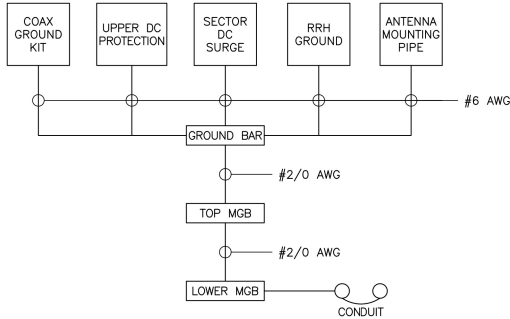 COAX
GROUND
KIT
UPPER DC
PROTECTION
SECTOR
DC
SURGE
RRH
GROUND
ANTENNA
MOUNTING
PIPE
#6 AWG
GROUND BAR
#2/0 AWG
TOP MGB
#2/0 AWG
LOWER MGB
CONDUIT